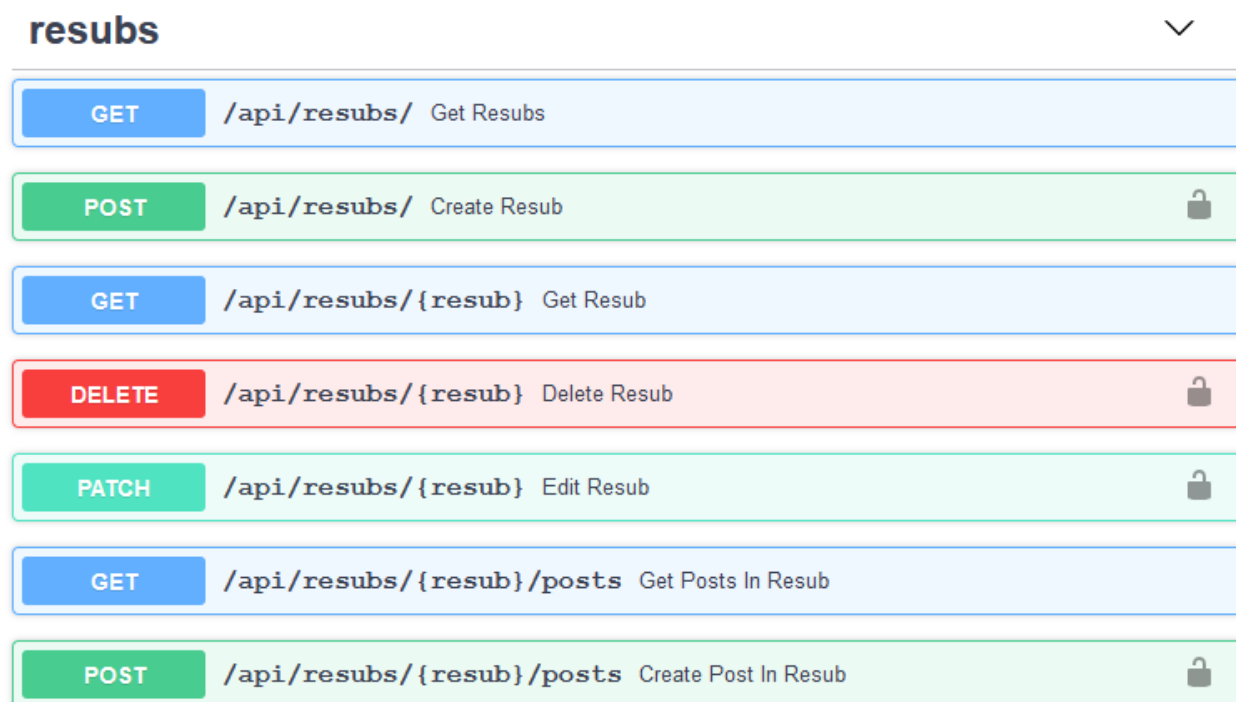 resubs
GET /api/resubs/ Get Resubs
POST /api/resubs/ Create Resub
GET /api/resubs/{resub} Get Resub
DELETE /api/resubs/{resub} Delete Resub
PATCH /api/resubs/{resub} Edit Resub
GET /api/resubs/{resub}/posts Get Posts In Resub
POST /api/resubs/{resub}/posts Create Post In Resub